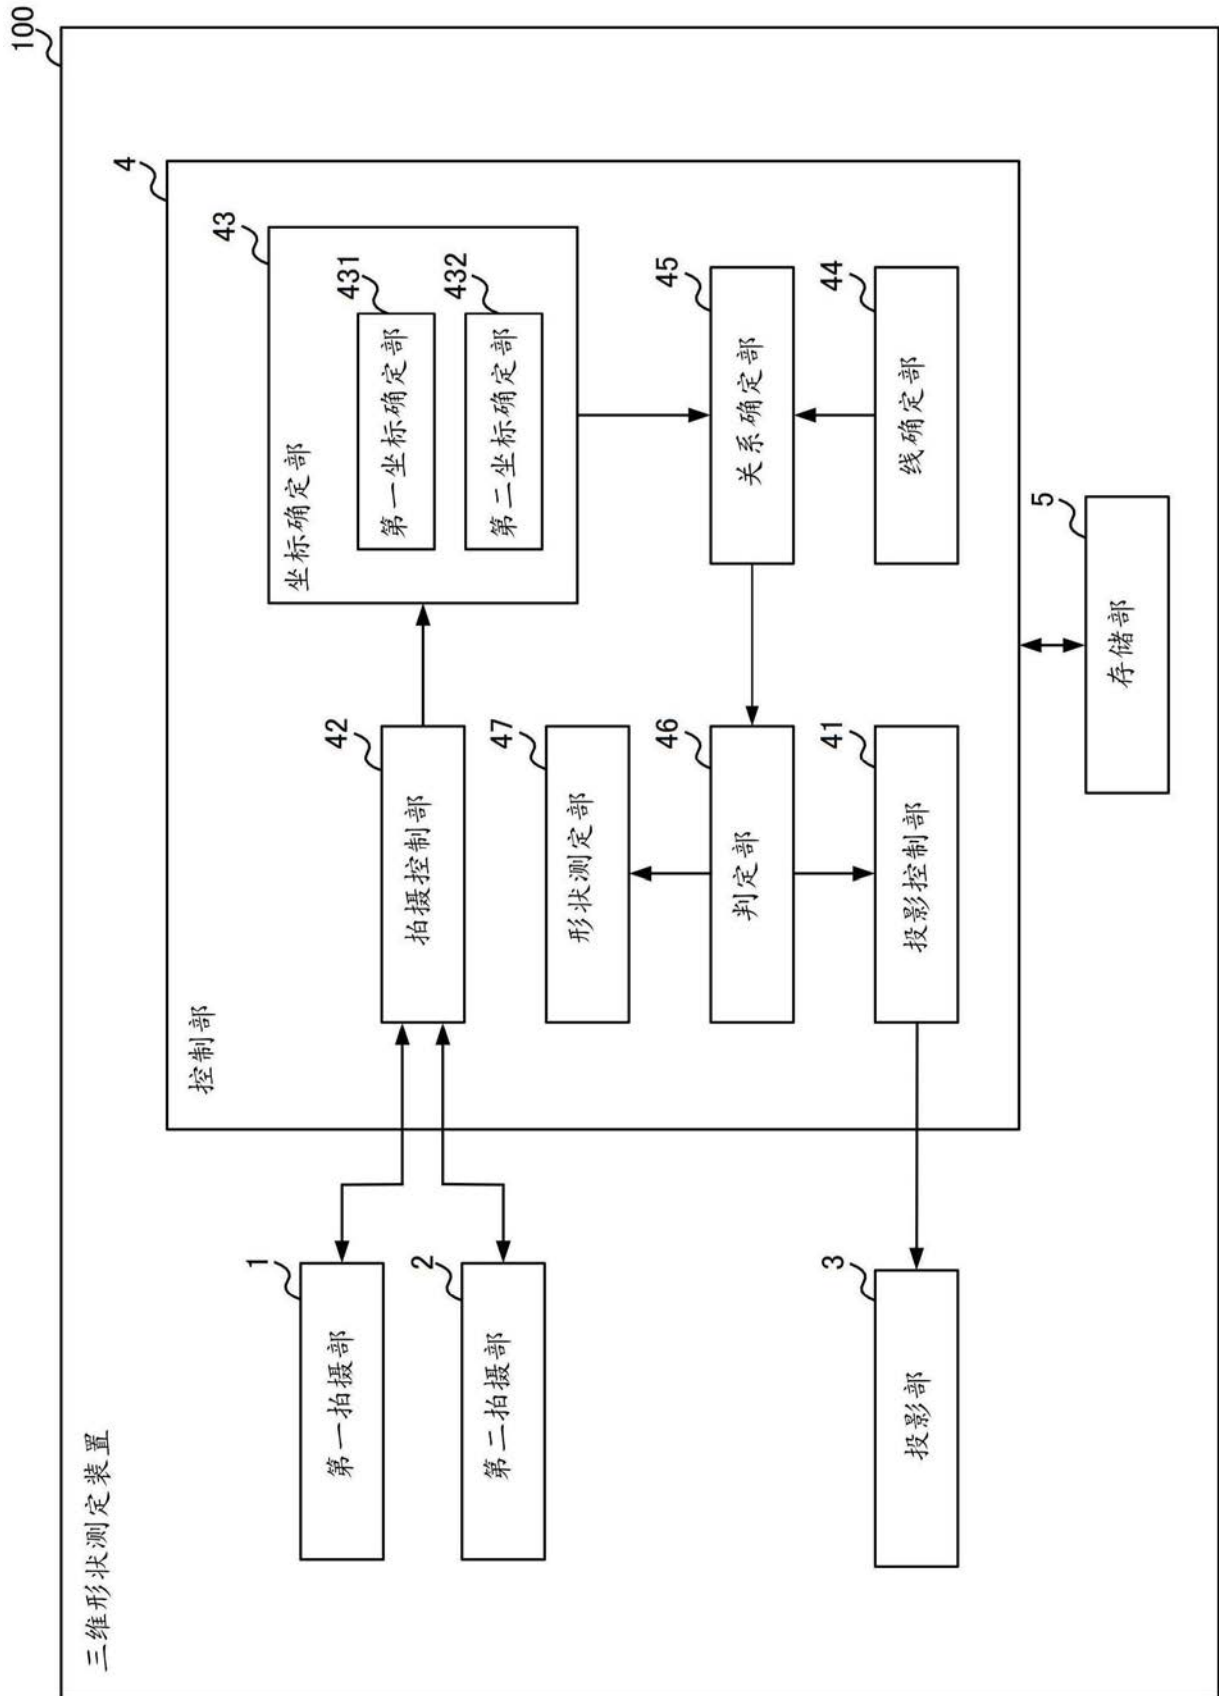 100
三维形状测定装置
控制部
4
第一拍摄部
1
第二拍摄部
2
投影部
3
拍摄控制部
42
形状测定部
47
判定部
46
投影控制部
41
坐标确定部
43
第一坐标确定部
431
第二坐标确定部
432
关系确定部
45
线确定部
44
存储部
5